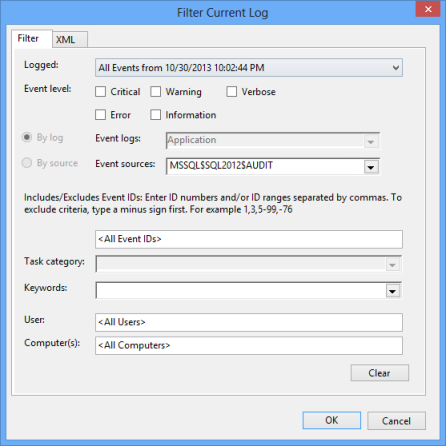 Filter Current Log
Filter XML
Logged: All Events from 10/30/2013 10:02:44 PM
Event level: Critical Warning Verbose
Error Information
By log Event logs: Application
By source Event sources: MSSQL$SQL2012$AUDIT
Includes/Excludes Event IDs: Enter ID numbers and/or ID ranges separated by commas. To
exclude criteria, type a minus sign first. For example 1,3,5-99,-76
<All Event IDs>
Task category:
Keywords:
User: <All Users>
Computer(s): <All Computers>
Clear
OK Cancel